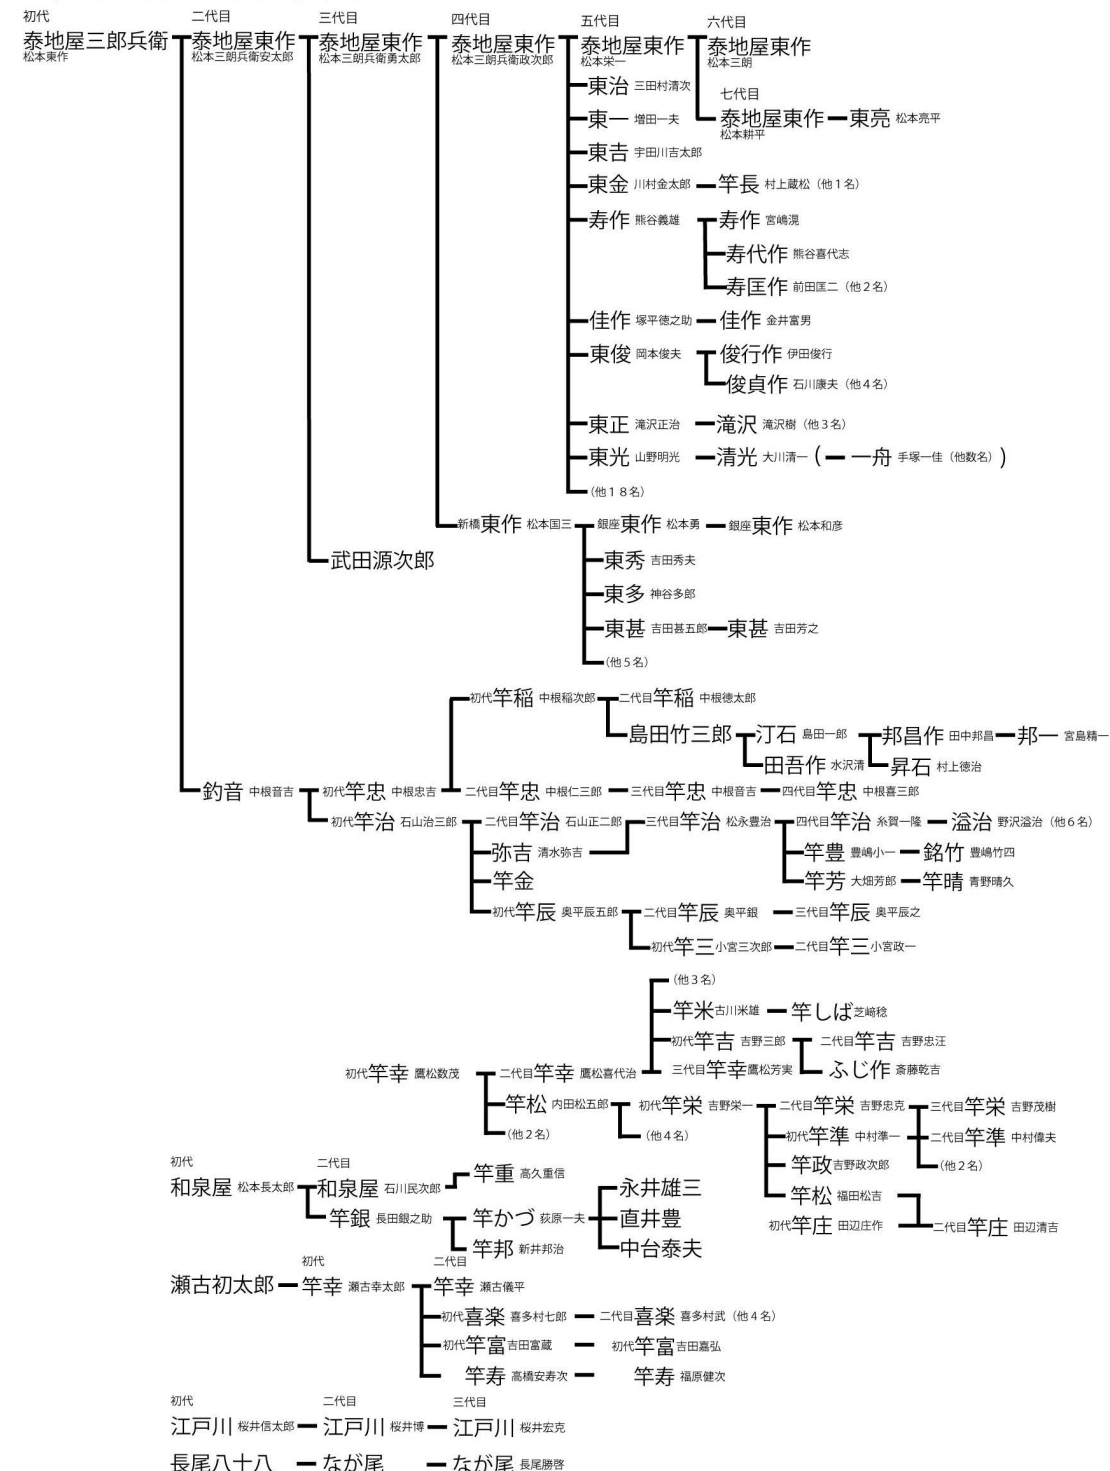 初代 二代目 三代目 四代目 五代目 六代目
泰地屋三郎兵衛 泰地屋東作 泰地屋東作 泰地屋東作 泰地屋東作 泰地屋東作
松本東作 松本三朗兵衛安太郎 松本三朗兵衛勇太郎 松本三朗兵衛政次郎 松本栄一 松本三朗
東治 三田村清次
七代目
東一 増田一夫 泰地屋東作 東亮 松本亮平
松本耕平
東𠮷 宇田川吉太郎
東金 川村金太郎 竿長 村上蔵松（他１名）
寿作 熊谷義雄 寿作 宮嶋滉
寿代作 熊谷喜代志
寿匡作 前田匡二（他２名）
佳作 塚平徳之助 佳作 金井富男
東俊 岡本俊夫 俊行作 伊田俊行
俊貞作 石川康夫（他４名）
東正 滝沢正治 滝沢 滝沢樹（他３名）
東光 山野明光 清光 大川清一 ( 一舟 手塚一佳（他数名） )
（他１８名）
新橋東作 松本国三 銀座東作 松本勇 銀座東作 松本和彦
武田源次郎 東秀 吉田秀夫
東多 神谷多郎
東甚 吉田甚五郎 東甚 吉田芳之
（他５名）
初代竿稲 中根稲次郎 二代目竿稲 中根徳太郎
島田竹三郎 汀石 島田一郎 邦昌作 田中邦昌 邦一 宮島精一
田吾作 水沢清 昇石 村上徳治
釣音 中根音吉 初代竿忠 中根忠吉 二代目竿忠 中根仁三郎 三代目竿忠 中根音吉 四代目竿忠 中根喜三郎
初代竿治 石山治三郎 二代目竿治 石山正二郎 三代目竿治 松永豊治 四代目竿治 糸賀一隆 溢治 野沢溢治（他６名）
弥吉 清水弥吉 竿豊 豊嶋小一 銘竹 豊嶋竹四
竿金 竿芳 大畑芳郎 竿晴 青野晴久
初代竿辰 奥平辰五郎 二代目竿辰 奥平銀 三代目竿辰 奥平辰之
初代竿三 小宮三次郎 二代目竿三 小宮政一
（他３名）
竿米 古川米雄 竿しば 芝﨑稔
初代竿吉 吉野三郎 二代目竿吉 吉野忠汪
初代竿幸 鷹松数茂 二代目竿幸 鷹松喜代治 三代目竿幸 鷹松芳実 ふじ作 斎藤乾吉
竿松 内田松五郎 初代竿栄 吉野栄一 二代目竿栄 吉野忠克 三代目竿栄 吉野茂樹
（他２名） （他４名） 初代竿準 中村準一 二代目竿準 中村偉夫
初代 二代目 竿政 吉野政次郎 （他２名）
和泉屋 松本長太郎 和泉屋 石川民次郎 竿重 高久重信
永井雄三 竿松 福田松吉
竿銀 長田銀之助 竿かづ 荻原一夫 直井豊 初代竿庄 田辺庄作 二代目竿庄 田辺清吉
竿邦 新井邦治 中台泰夫
初代 二代目
瀬古初太郎 竿幸 瀬古幸太郎 竿幸 瀬古儀平
初代喜楽 喜多村七郎 二代目喜楽 喜多村武（他４名）
初代竿富 吉田富蔵 初代竿富 吉田嘉弘
竿寿 高橋安寿次 竿寿 福原健次
初代 二代目 三代目
江戸川 桜井信太郎 江戸川 桜井博 江戸川 桜井宏克
長尾八十八 なが尾 なが尾 長尾勝啓